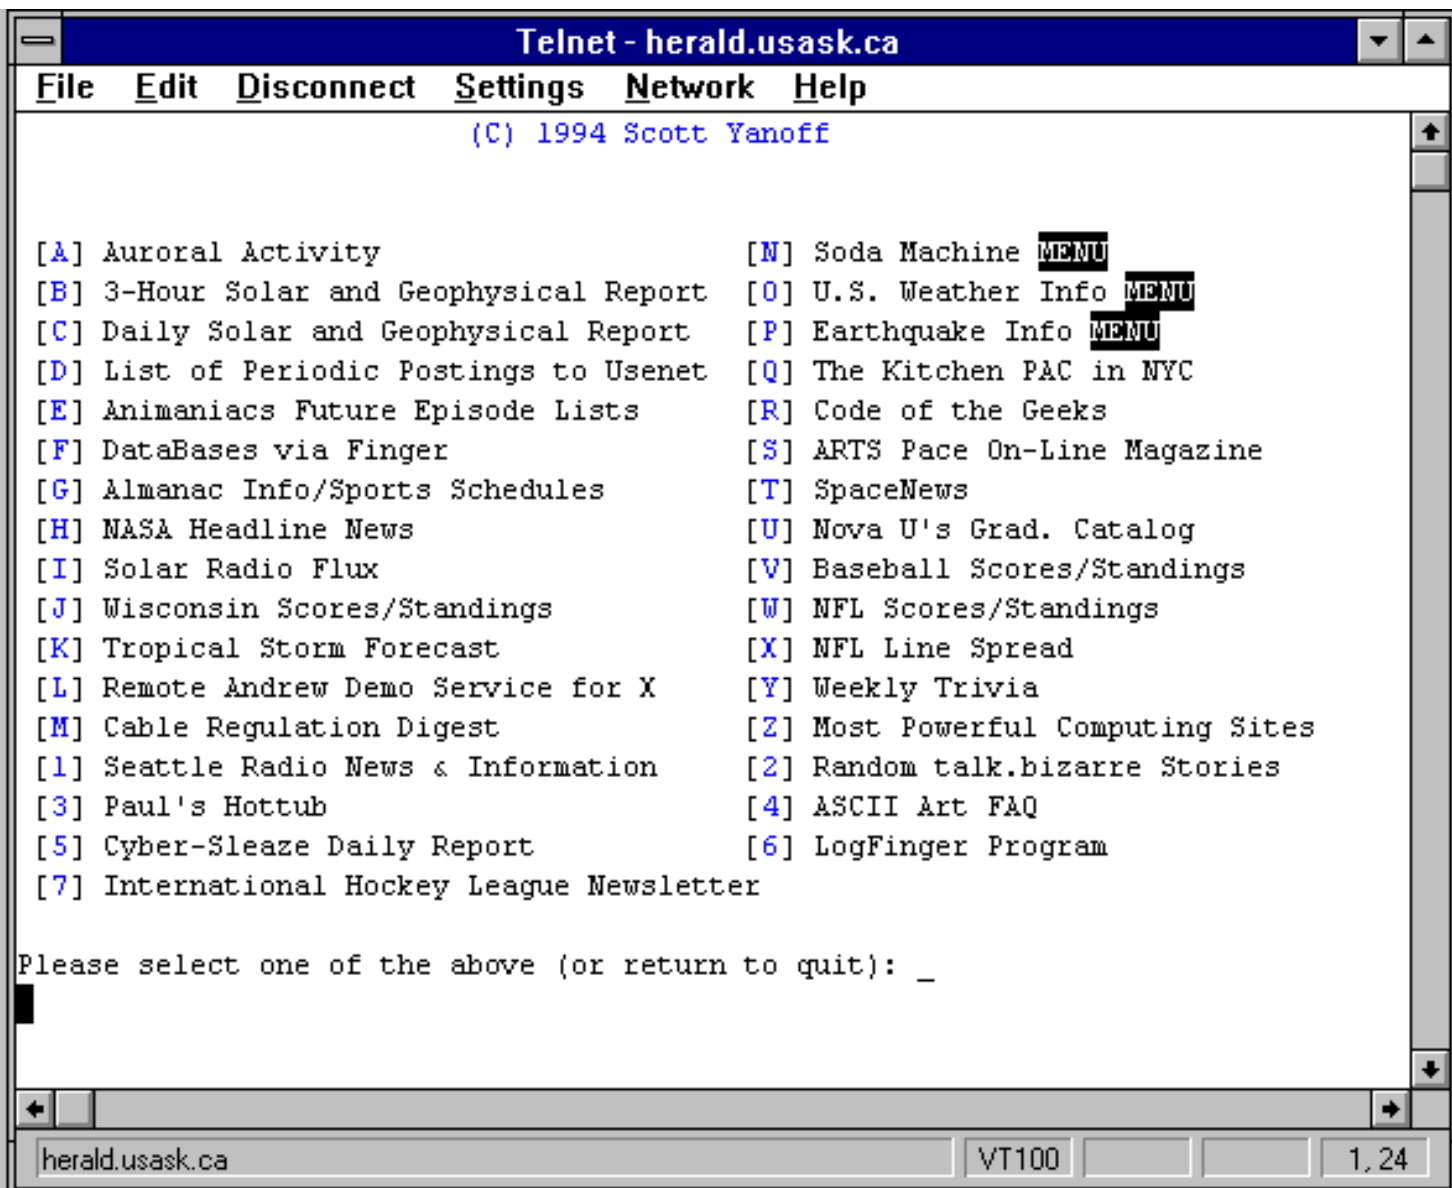 Telnet - herald.usask.ca
File Edit Disconnect Settings Network Help
(C) 1994 Scott Yanoff
[A] Auroral Activity [N] Soda Machine MENU
[B] 3-Hour Solar and Geophysical Report [O] U.S. Weather Info MENU
[C] Daily Solar and Geophysical Report [P] Earthquake Info MENU
[D] List of Periodic Postings to Usenet [Q] The Kitchen PAC in NYC
[E] Animaniacs Future Episode Lists [R] Code of the Geeks
[F] DataBases via Finger [S] ARTS Pace On-Line Magazine
[G] Almanac Info/Sports Schedules [T] SpaceNews
[H] NASA Headline News [U] Nova U's Grad. Catalog
[I] Solar Radio Flux [V] Baseball Scores/Standings
[J] Wisconsin Scores/Standings [W] NFL Scores/Standings
[K] Tropical Storm Forecast [X] NFL Line Spread
[L] Remote Andrew Demo Service for X [Y] Weekly Trivia
[M] Cable Regulation Digest [Z] Most Powerful Computing Sites
[1] Seattle Radio News & Information [2] Random talk.bizarre Stories
[3] Paul's Hottub [4] ASCII Art FAQ
[5] Cyber-Sleaze Daily Report [6] LogFinger Program
[7] International Hockey League Newsletter
Please select one of the above (or return to quit): _
herald.usask.ca VT100 1, 24